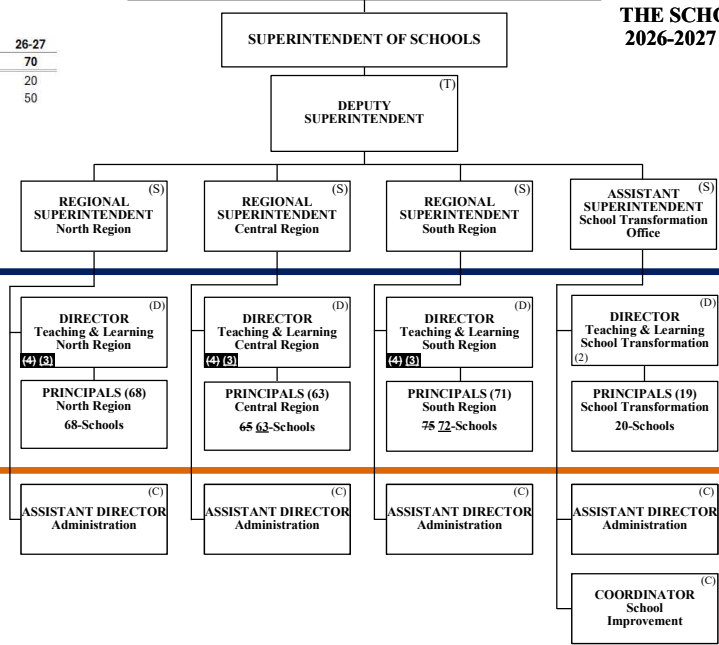 THE SCHO
2026-2027
26-27
70
20
50
SUPERINTENDENT OF SCHOOLS
(T)
DEPUTY
SUPERINTENDENT
(S)
REGIONAL
SUPERINTENDENT
North Region
(S)
REGIONAL
SUPERINTENDENT
Central Region
(S)
REGIONAL
SUPERINTENDENT
South Region
(S)
ASSISTANT
SUPERINTENDENT
School Transformation
Office
(D)
DIRECTOR
Teaching & Learning
North Region
(4) (3)
(D)
DIRECTOR
Teaching & Learning
Central Region
(4) (3)
(D)
DIRECTOR
Teaching & Learning
South Region
(4) (3)
(D)
DIRECTOR
Teaching & Learning
School Transformation
(2)
PRINCIPALS (68)
North Region
68-Schools
PRINCIPALS (63)
Central Region
65 63-Schools
PRINCIPALS (71)
South Region
75 72-Schools
PRINCIPALS (19)
School Transformation
20-Schools
(C)
ASSISTANT DIRECTOR
Administration
(C)
ASSISTANT DIRECTOR
Administration
(C)
ASSISTANT DIRECTOR
Administration
(C)
ASSISTANT DIRECTOR
Administration
(C)
COORDINATOR
School
Improvement